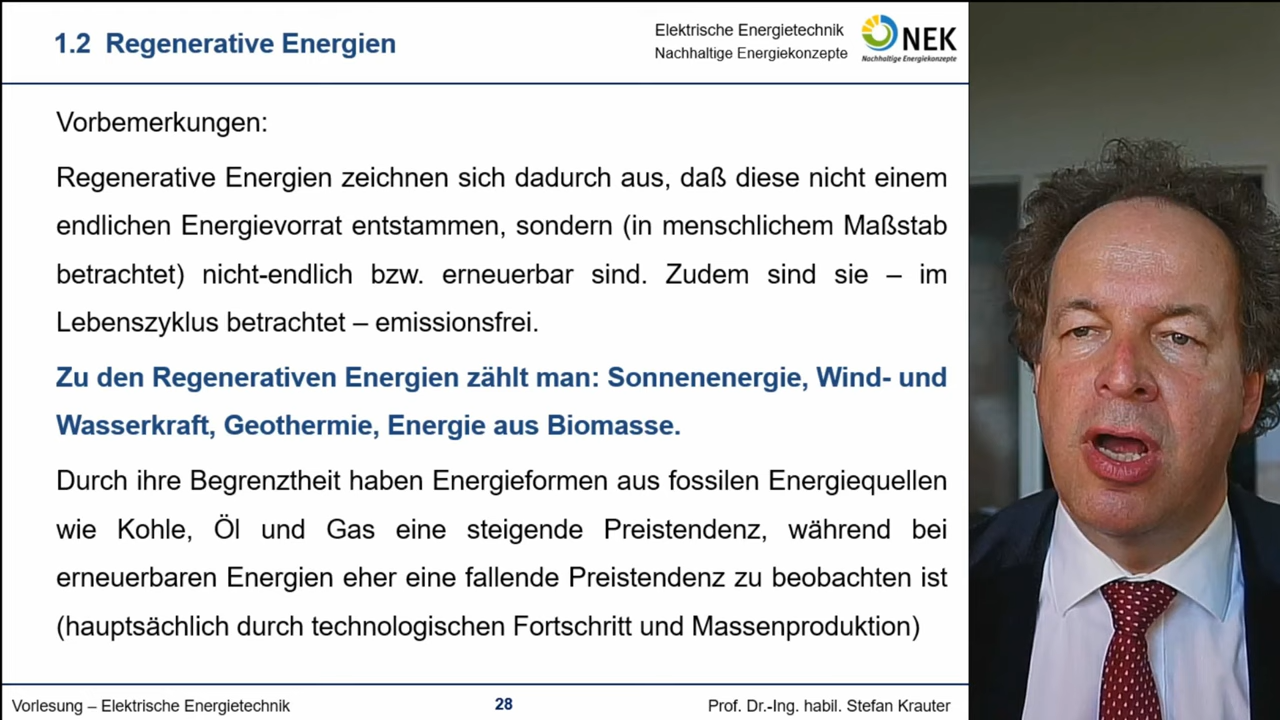 1.2 Regenerative Energien
Elektrische Energietechnik
Nachhaltige Energiekonzepte
NEK
Nachhaltige Energiekonzepte
Vorbemerkungen:
Regenerative Energien zeichnen sich dadurch aus, daß diese nicht einem
endlichen Energievorrat entstammen, sondern (in menschlichem Maßstab
betrachtet) nicht-endlich bzw. erneuerbar sind. Zudem sind sie – im
Lebenszyklus betrachtet – emissionsfrei.
Zu den Regenerativen Energien zählt man: Sonnenenergie, Wind- und
Wasserkraft, Geothermie, Energie aus Biomasse.
Durch ihre Begrenztheit haben Energieformen aus fossilen Energiequellen
wie Kohle, Öl und Gas eine steigende Preistendenz, während bei
erneuerbaren Energien eher eine fallende Preistendenz zu beobachten ist
(hauptsächlich durch technologischen Fortschritt und Massenproduktion)
Vorlesung – Elektrische Energietechnik
28
Prof. Dr.-Ing. habil. Stefan Krauter